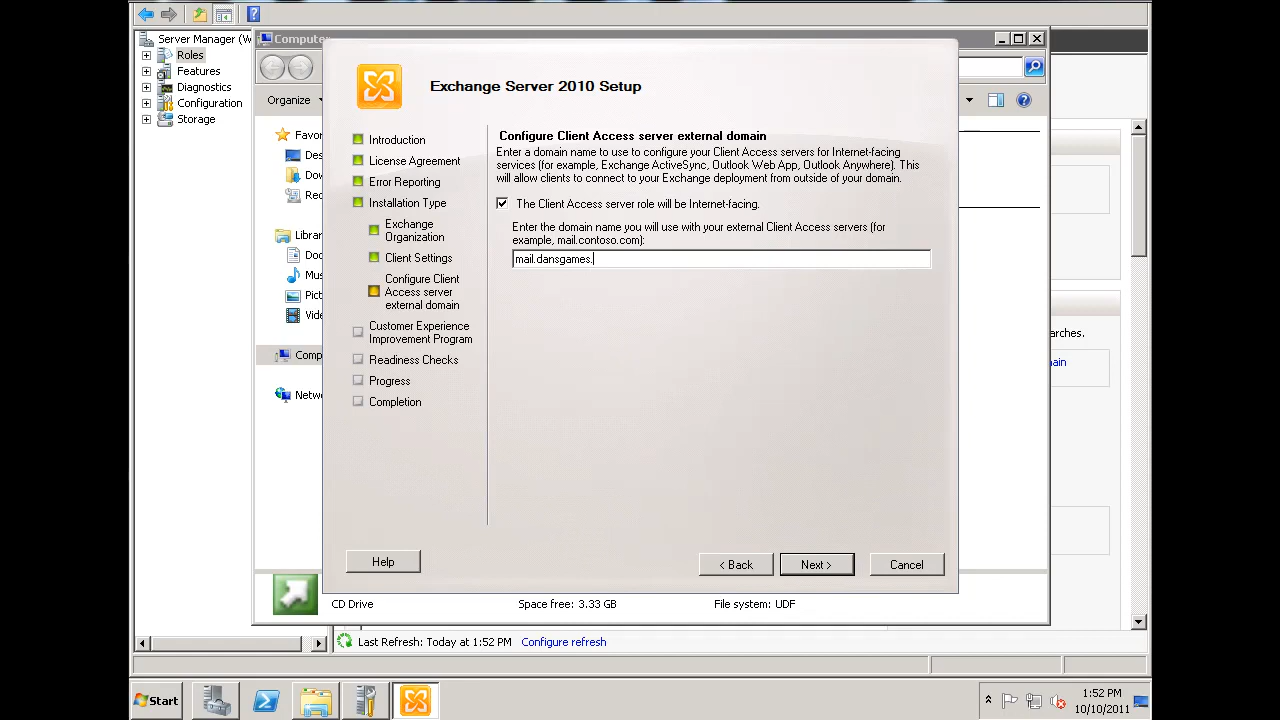 Server Manager (W
Roles
Features
Diagnostics
Configuration
Storage
Compute
Organize
Favor
Des
Dow
Rec
Librar
Doc
Mus
Pict
Vide
Comp
Netwo
Exchange Server 2010 Setup
Introduction
License Agreement
Error Reporting
Installation Type
Exchange
Organization
Client Settings
Configure Client
Access server
external domain
Customer Experience
Improvement Program
Readiness Checks
Progress
Completion
Configure Client Access server external domain
Enter a domain name to use to configure your Client Access servers for Internet-facing
services (for example, Exchange ActiveSync, Outlook Web App, Outlook Anywhere). This
will allow clients to connect to your Exchange deployment from outside of your domain.
The Client Access server role will be Internet-facing.
Enter the domain name you will use with your external Client Access servers (for
example, mail.contoso.com):
mail.dansgames.
Help
< Back
Next >
Cancel
arches.
ain
CD Drive
Space free: 3.33 GB
File system: UDF
Last Refresh: Today at 1:52 PM
Configure refresh
Start
1:52 PM
10/10/2011